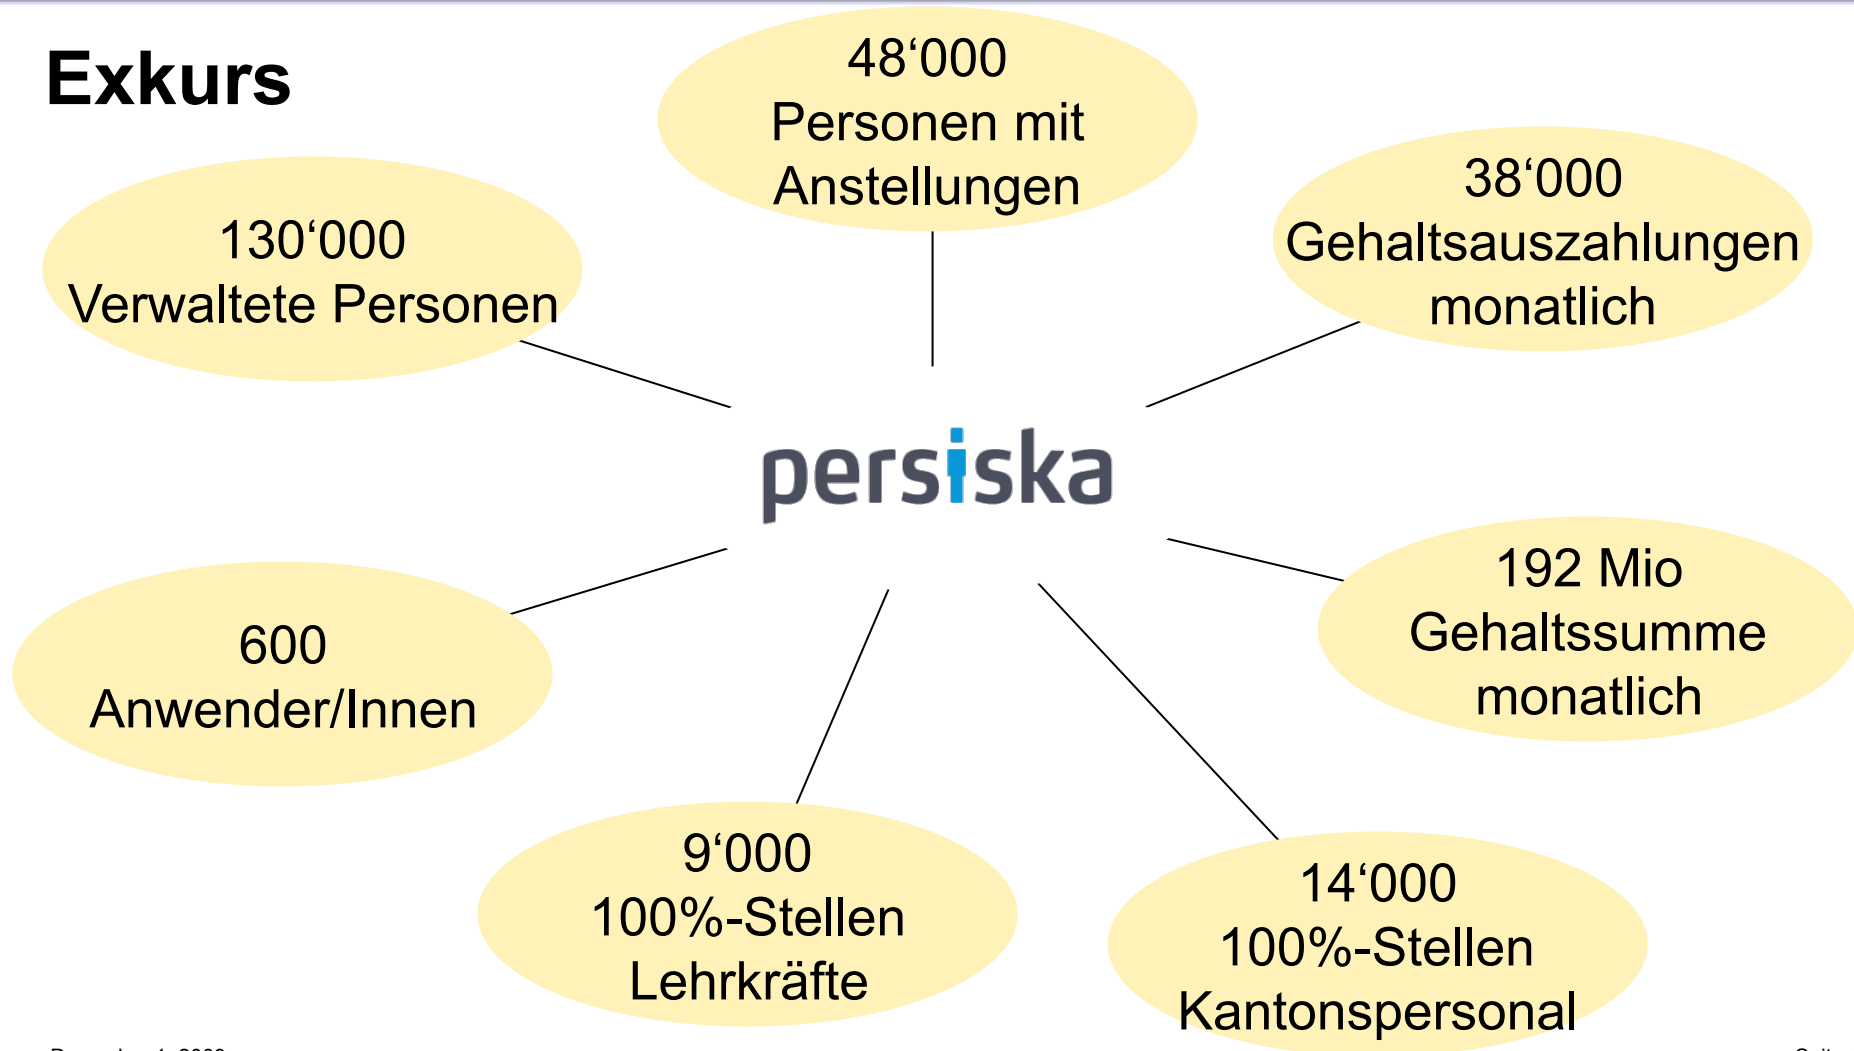 Exkurs
48‘000
Personen mit
Anstellungen
38‘000
Gehaltsauszahlungen
monatlich
130‘000
Verwaltete Personen
persiska
192 Mio
Gehaltssumme
monatlich
600
Anwender/Innen
9‘000
100%-Stellen
Lehrkräfte
14‘000
100%-Stellen
Kantonspersonal